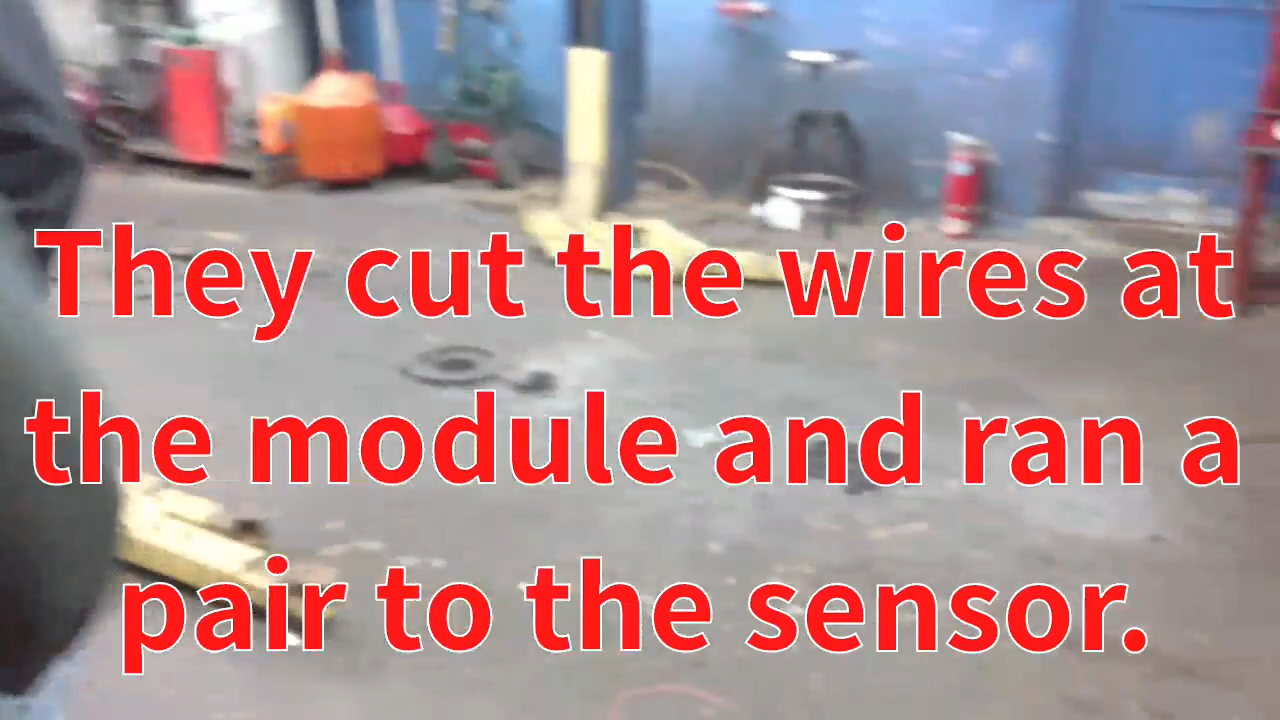 They cut the wires at
the module and ran a
pair to the sensor.